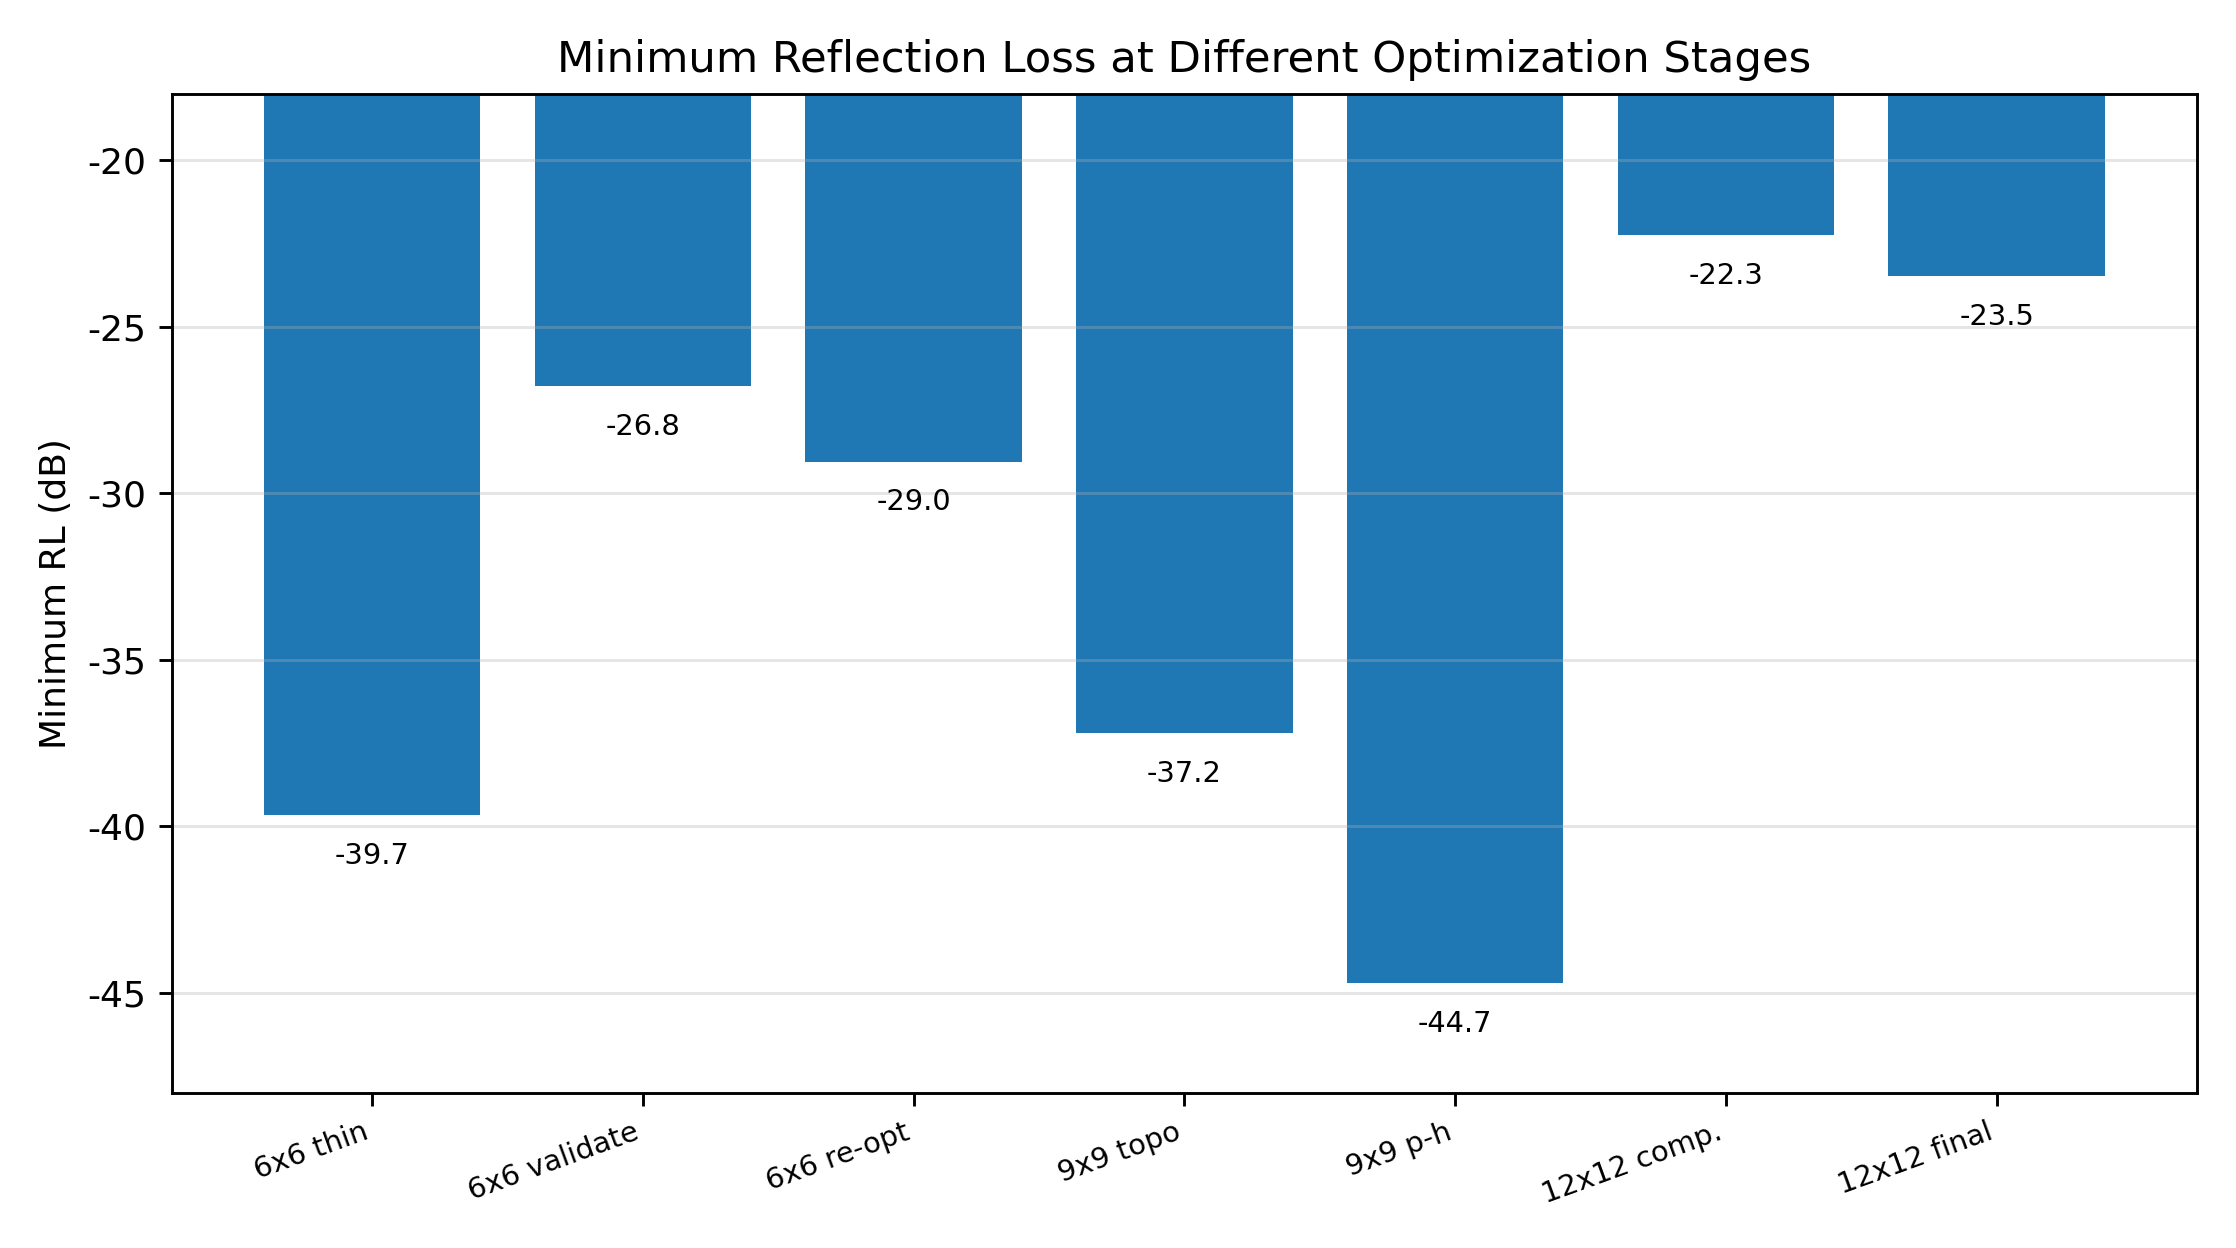 Minimum Reflection Loss at Different Optimization Stages
Minimum RL (dB)
-20
-25
-30
-35
-40
-45
-39.7
-26.8
-29.0
-37.2
-44.7
-22.3
-23.5
6x6 thin
6x6 validate
6x6 re-opt
9x9 topo
9x9 p-h
12x12 comp.
12x12 final